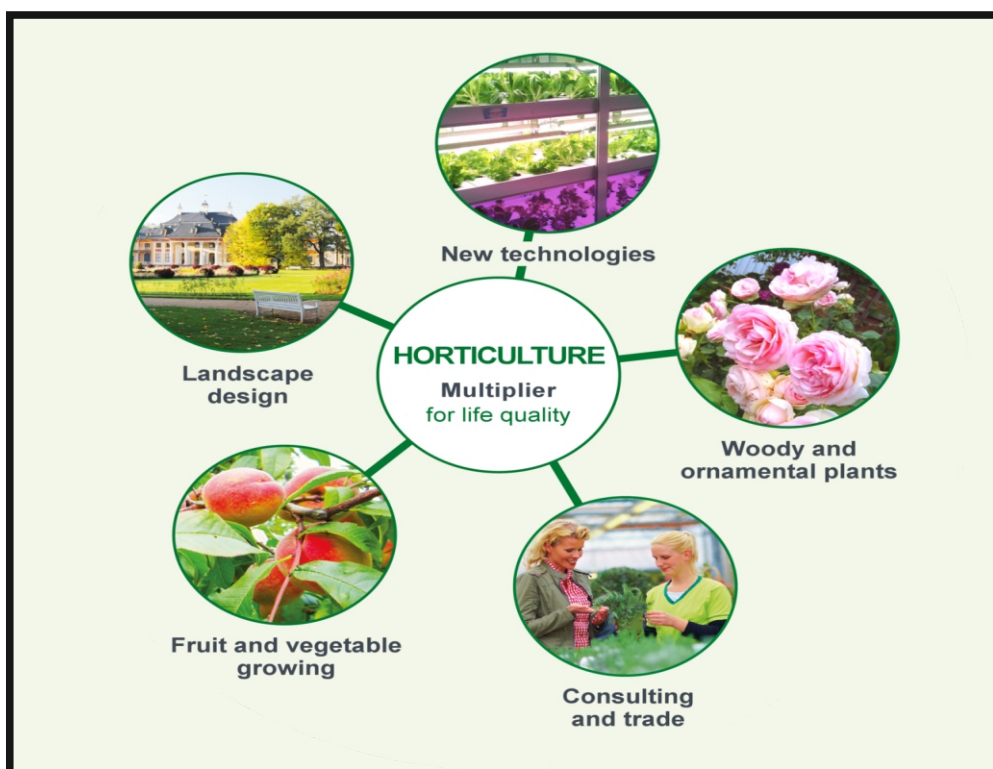 New technologies
HORTICULTURE
Multiplier
for life quality
Landscape
design
Woody and
ornamental plants
Fruit and vegetable
growing
Consulting
and trade